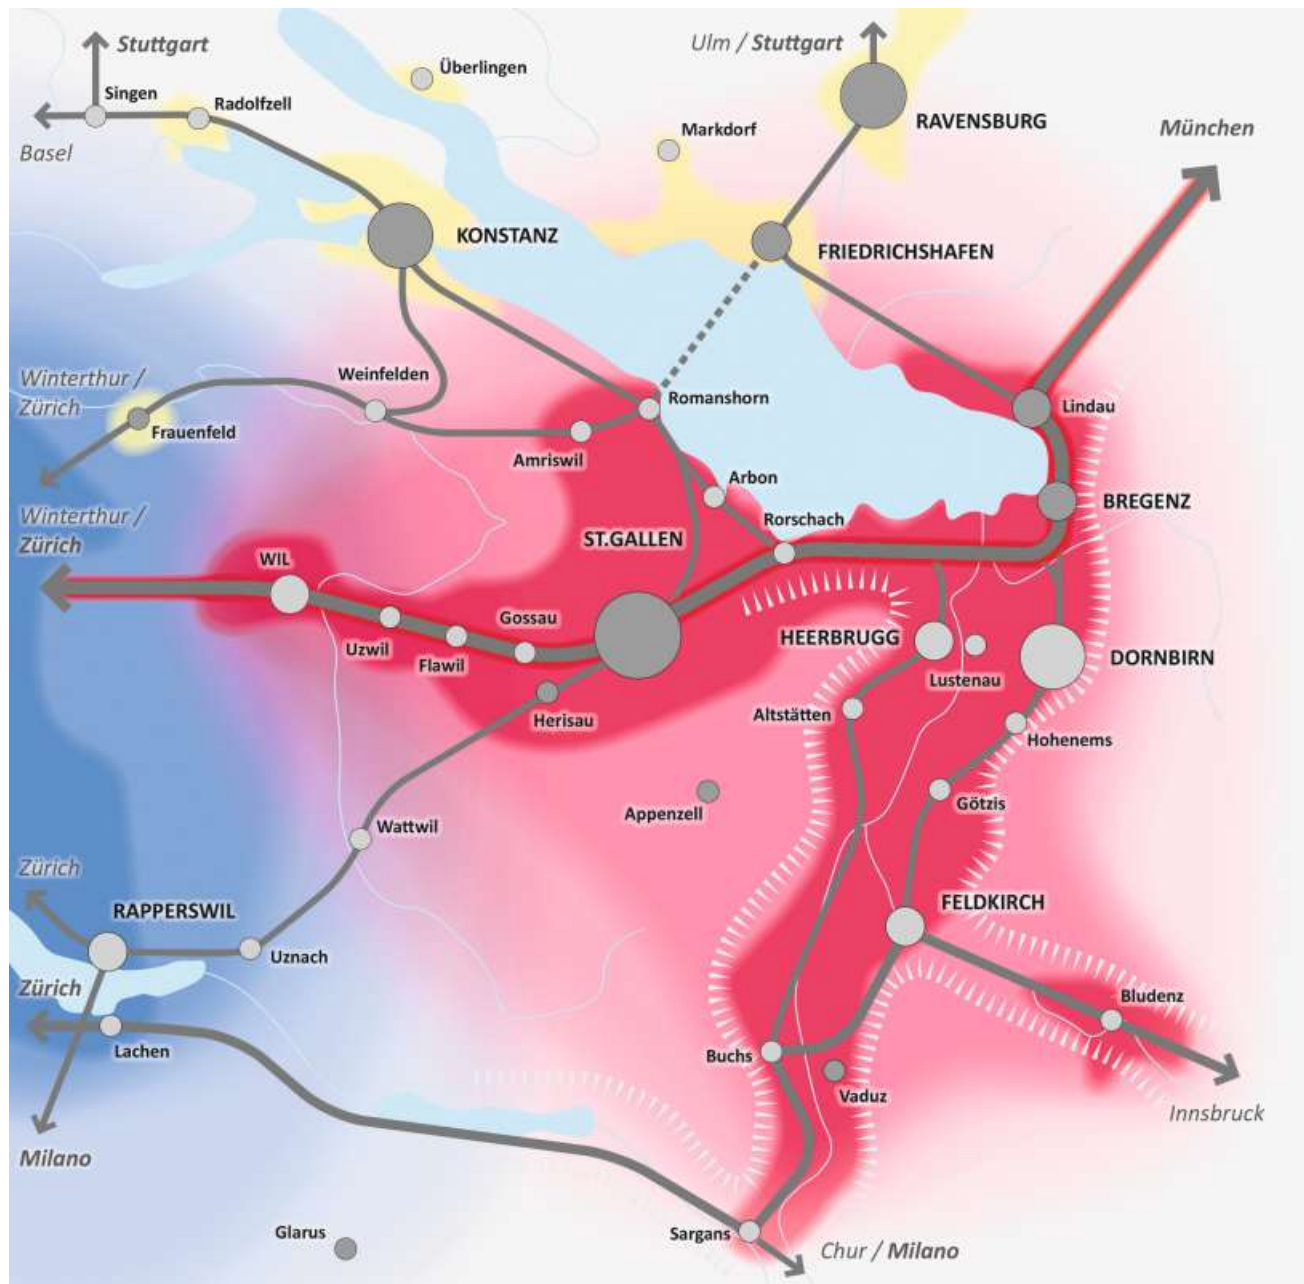 Stuttgart
Ulm / Stuttgart
Überlingen
Singen
Radolfzell
RAVENSBURG
München
Markdorf
Basel
KONSTANZ
FRIEDRICHSHAFEN
Winterthur /
Zürich
Weinfelden
Romanshorn
Lindau
Frauenfeld
Amriswil
Arbon
BREGENZ
Winterthur /
Zürich
Rorschach
ST.GALLEN
WIL
Gossau
HEERBRUGG
Uzwil
Flawil
DORNBIRN
Lustenau
Altstätten
Herisau
Hohenems
Götzis
Appenzell
Wattwil
Zürich
FELDKIRCH
RAPPERSWIL
Uznach
Zürich
Bludenz
Lachen
Buchs
Vaduz
Innsbruck
Milano
Glarus
Sargans
Chur / Milano